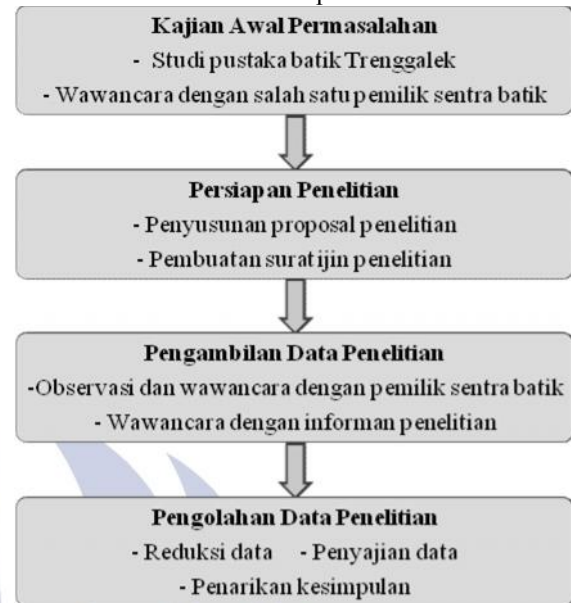 Kajian Awal Permasalahan
- Studi pustaka batik Trenggalek
- Wawancara dengan salah satu pemilik sentra batik
Persiapan Penelitian
- Penyusunan proposal penelitian
- Pembuatan surat ijin penelitian
Pengambilan Data Penelitian
-Observasi dan wawancara dengan pemilik sentra batik
- Wawancara dengan informan penelitian
Pengolahan Data Penelitian
- Reduksi data - Penyajian data
- Penarikan kesimpulan